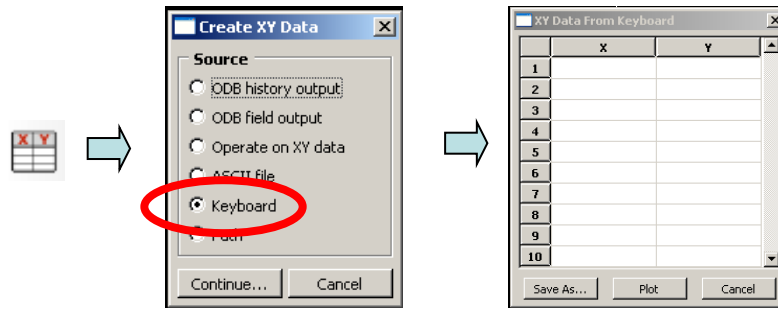 X Y
Create XY Data
Source
ODB history output
ODB field output
Operate on XY data
ASCII file
Keyboard
Path
Continue...
Cancel
XY Data From Keyboard
X Y
1
2
3
4
5
6
7
8
9
10
Save As...
Plot
Cancel